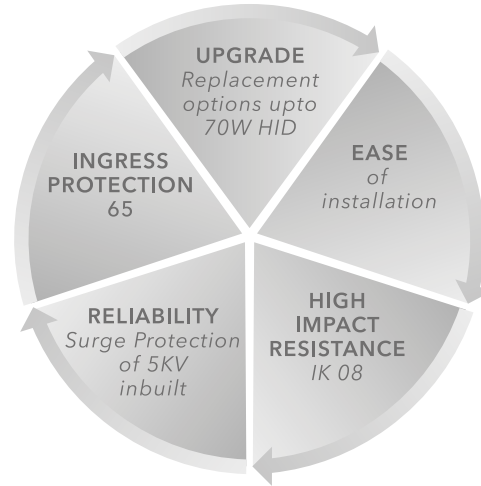 UPGRADE
Replacement
options upto
70W HID
EASE
of
installation
HIGH
IMPACT
RESISTANCE
IK 08
RELIABILITY
Surge Protection
of 5KV
inbuilt
INGRESS
PROTECTION
65